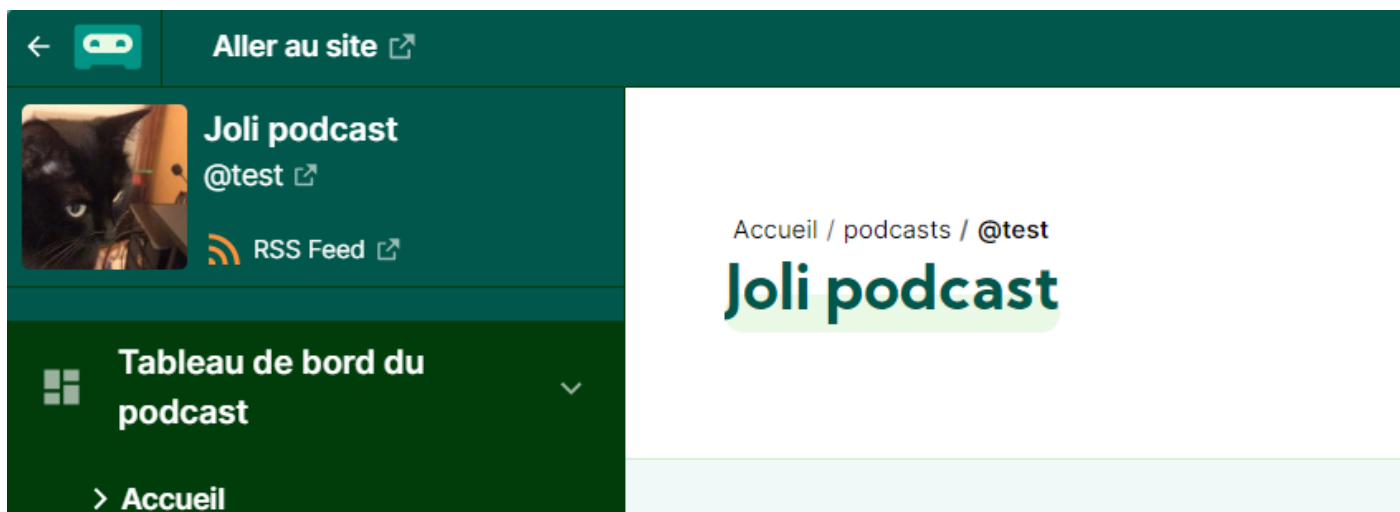 Aller au site
Joli podcast
@test
RSS Feed
Tableau de bord du
podcast
Accueil
Accueil / podcasts / @test
Joli podcast